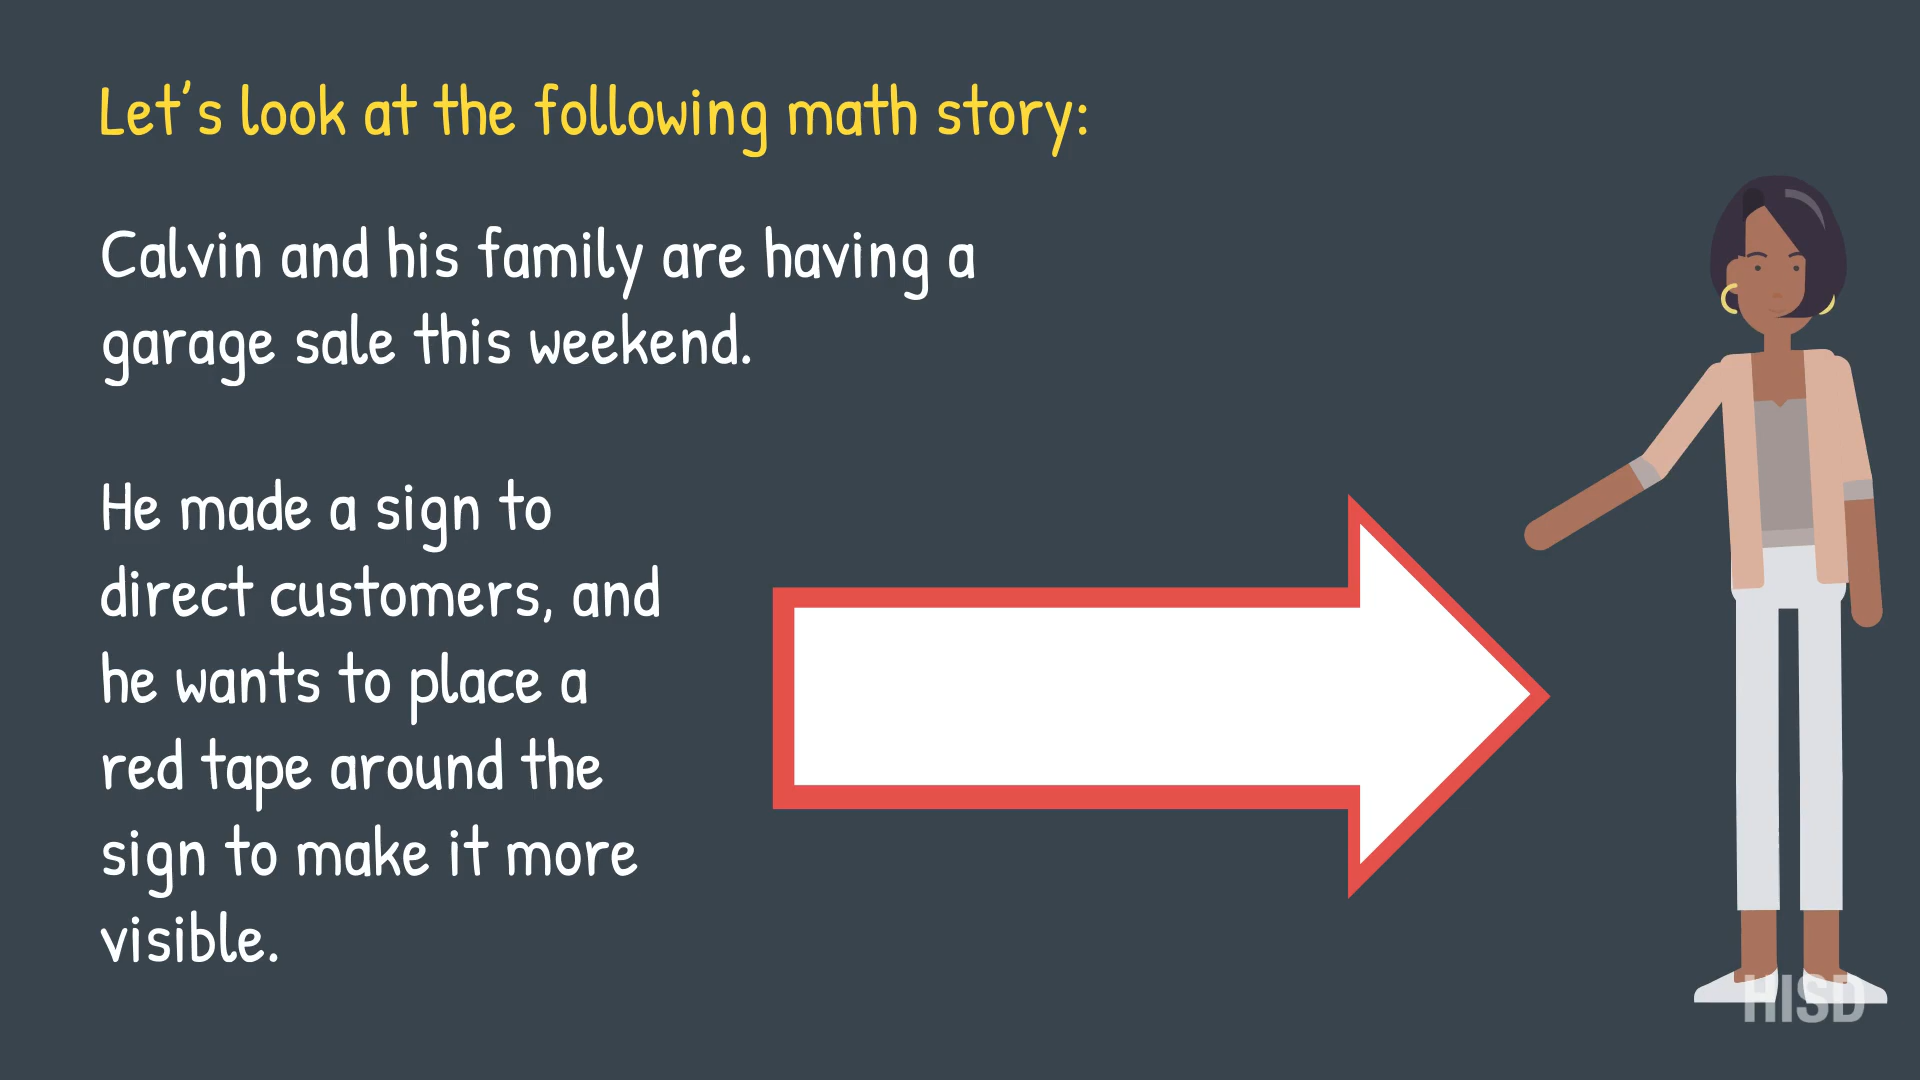 Let's look at the following math story:
Calvin and his family are having a
garage sale this weekend.
He made a sign to
direct customers, and
he wants to place a
red tape around the
sign to make it more
visible.
HISD